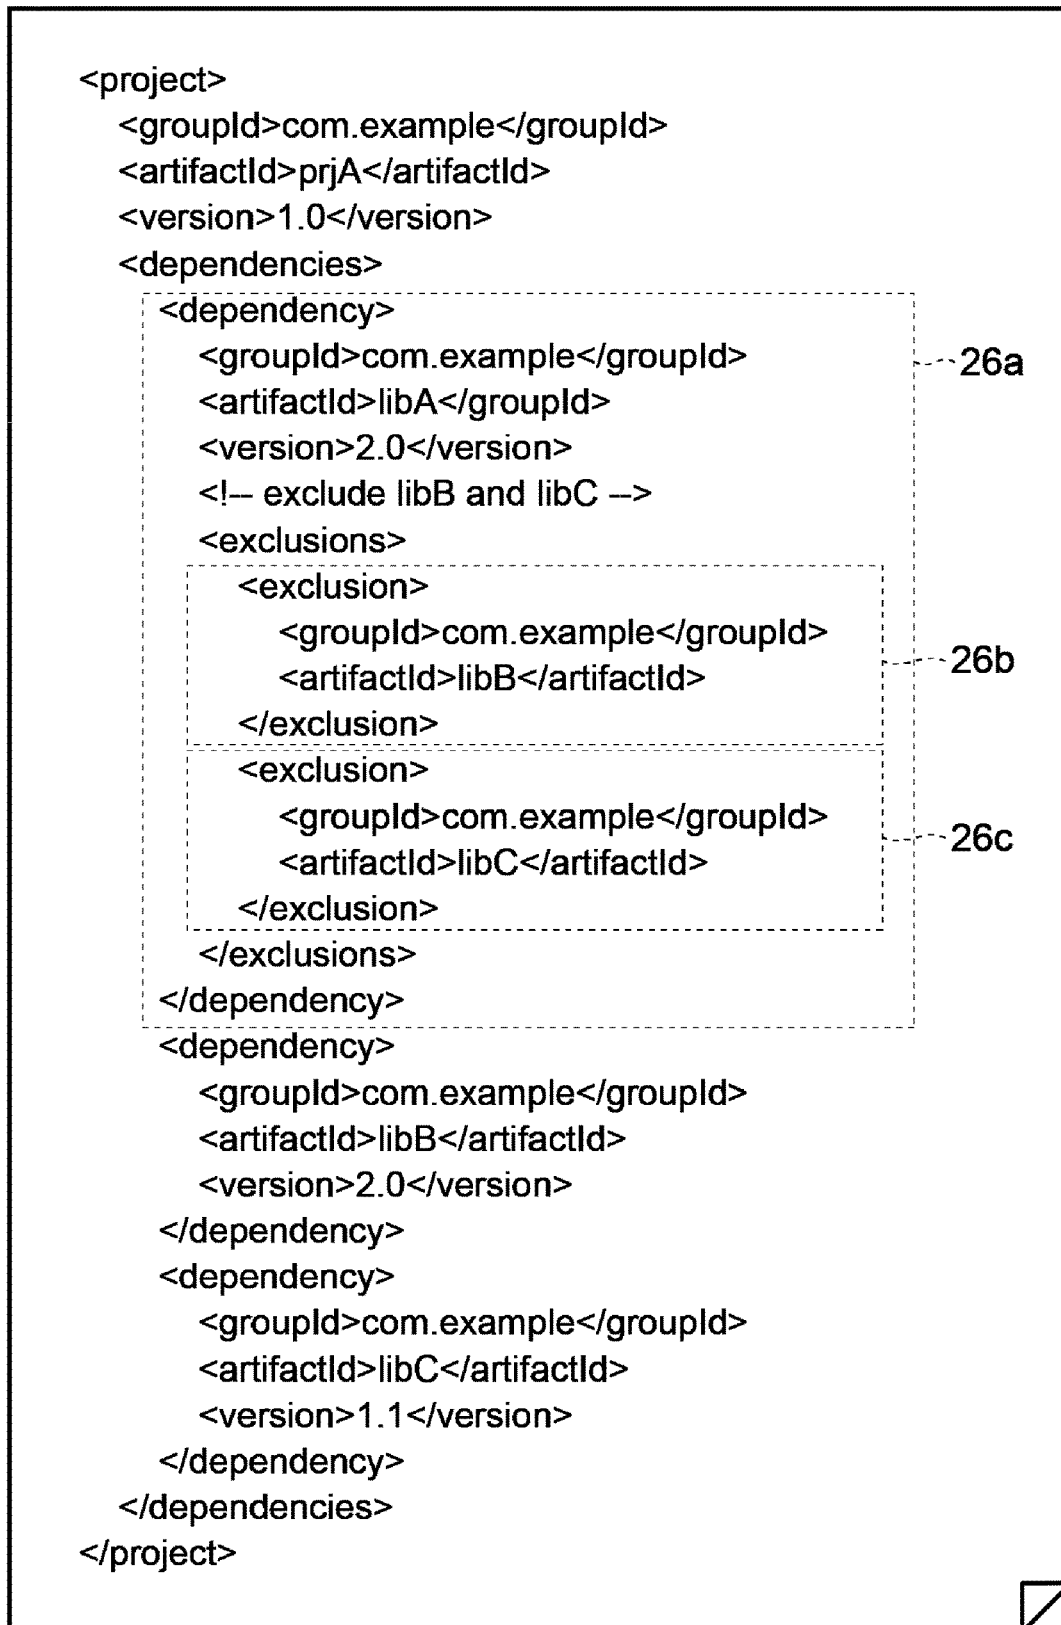 <project>
<groupId>com.example</groupId>
<artifactId>prjA</artifactId>
<version>1.0</version>
<dependencies>
<dependency>
<groupId>com.example</groupId>
26a
<artifactId>libA</groupId>
<version>2.0</version>
<!-- exclude libB and libC -->
<exclusions>
<exclusion>
<groupId>com.example</groupId>
26b
<artifactId>libB</artifactId>
</exclusion>
<exclusion>
<groupId>com.example</groupId>
26c
<artifactId>libC</artifactId>
</exclusion>
</exclusions>
</dependency>
<dependency>
<groupId>com.example</groupId>
<artifactId>libB</artifactId>
<version>2.0</version>
</dependency>
<dependency>
<groupId>com.example</groupId>
<artifactId>libC</artifactId>
<version>1.1</version>
</dependency>
</dependencies>
</project>